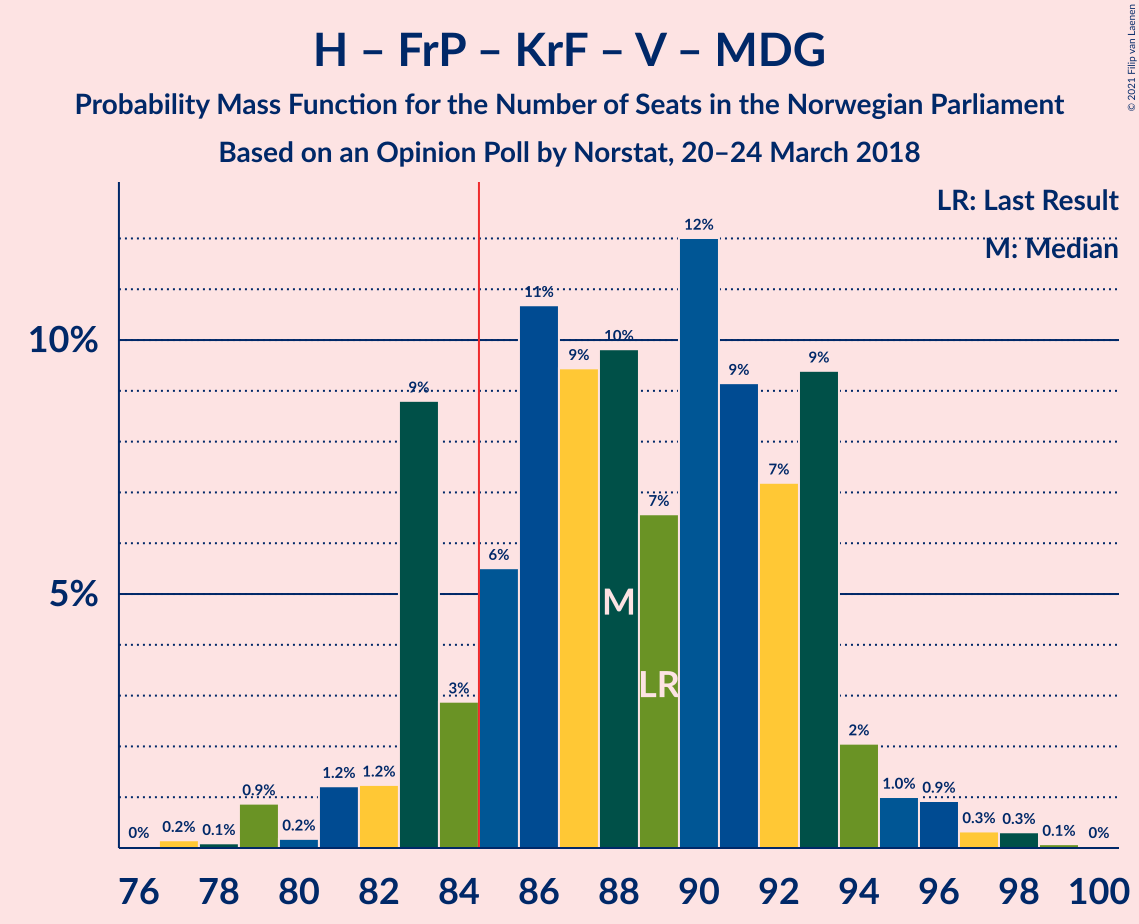 H – FrP – KrF – V – MDG
Probability Mass Function for the Number of Seats in the Norwegian Parliament
Based on an Opinion Poll by Norstat, 20–24 March 2018
© 2021 Filip van Laenen
LR: Last Result
M: Median
10%
5%
0% 0.2% 0.1% 0.9% 0.2% 1.2% 1.2% 9% 3% 6% 11% 9% 10% 7% 12% 9% 7% 9% 2% 1.0% 0.9% 0.3% 0.3% 0.1% 0%
M
LR
76 78 80 82 84 86 88 90 92 94 96 98 100